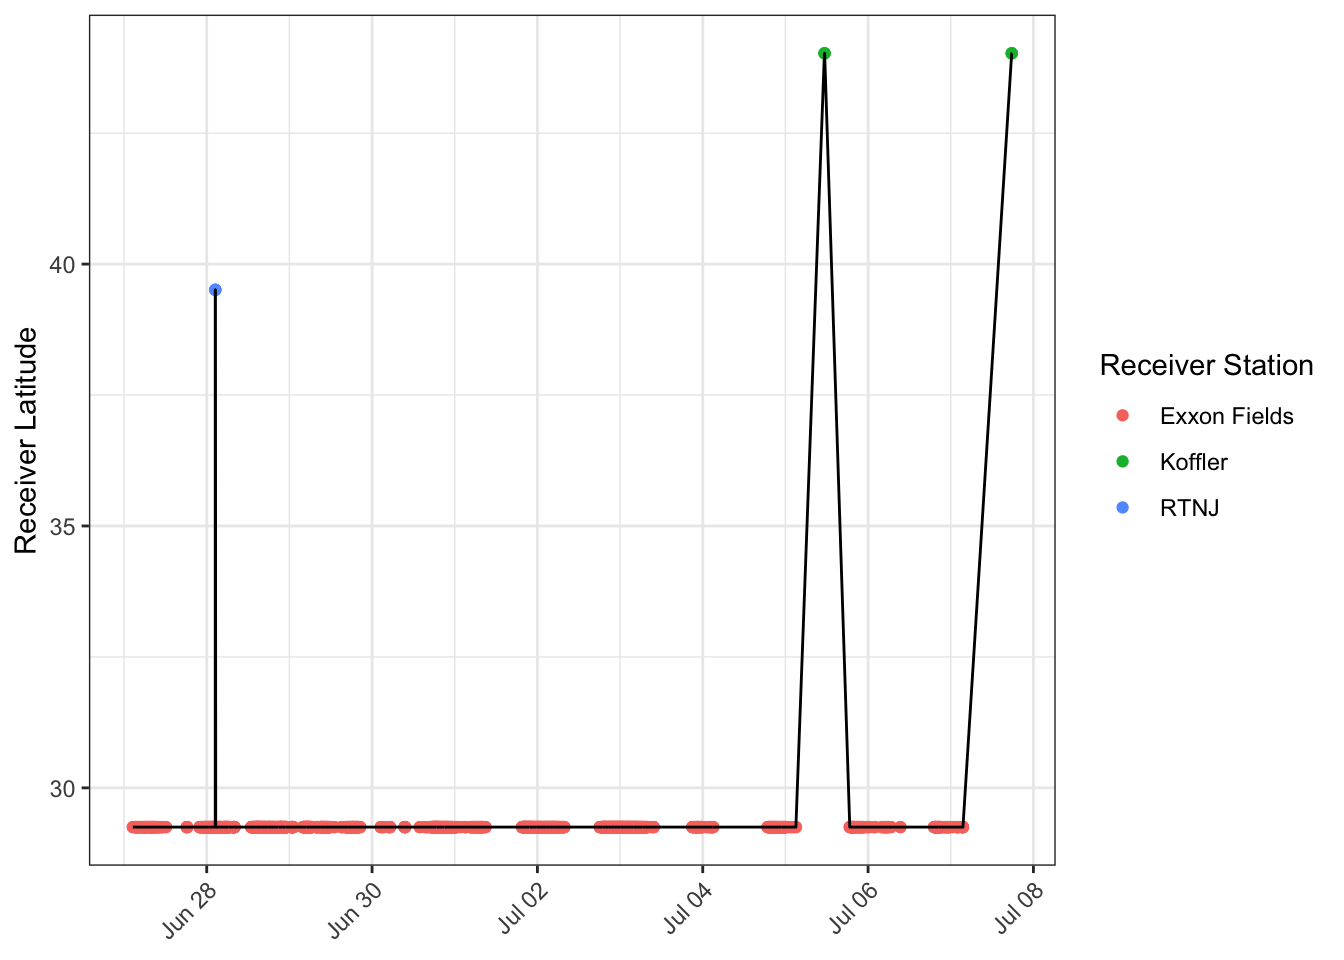 Receiver Latitude
40
35
30
Jun 28
Jun 30
Jul 02
Jul 04
Jul 06
Jul 08
Receiver Station
Exxon Fields
Koffler
RTNJ